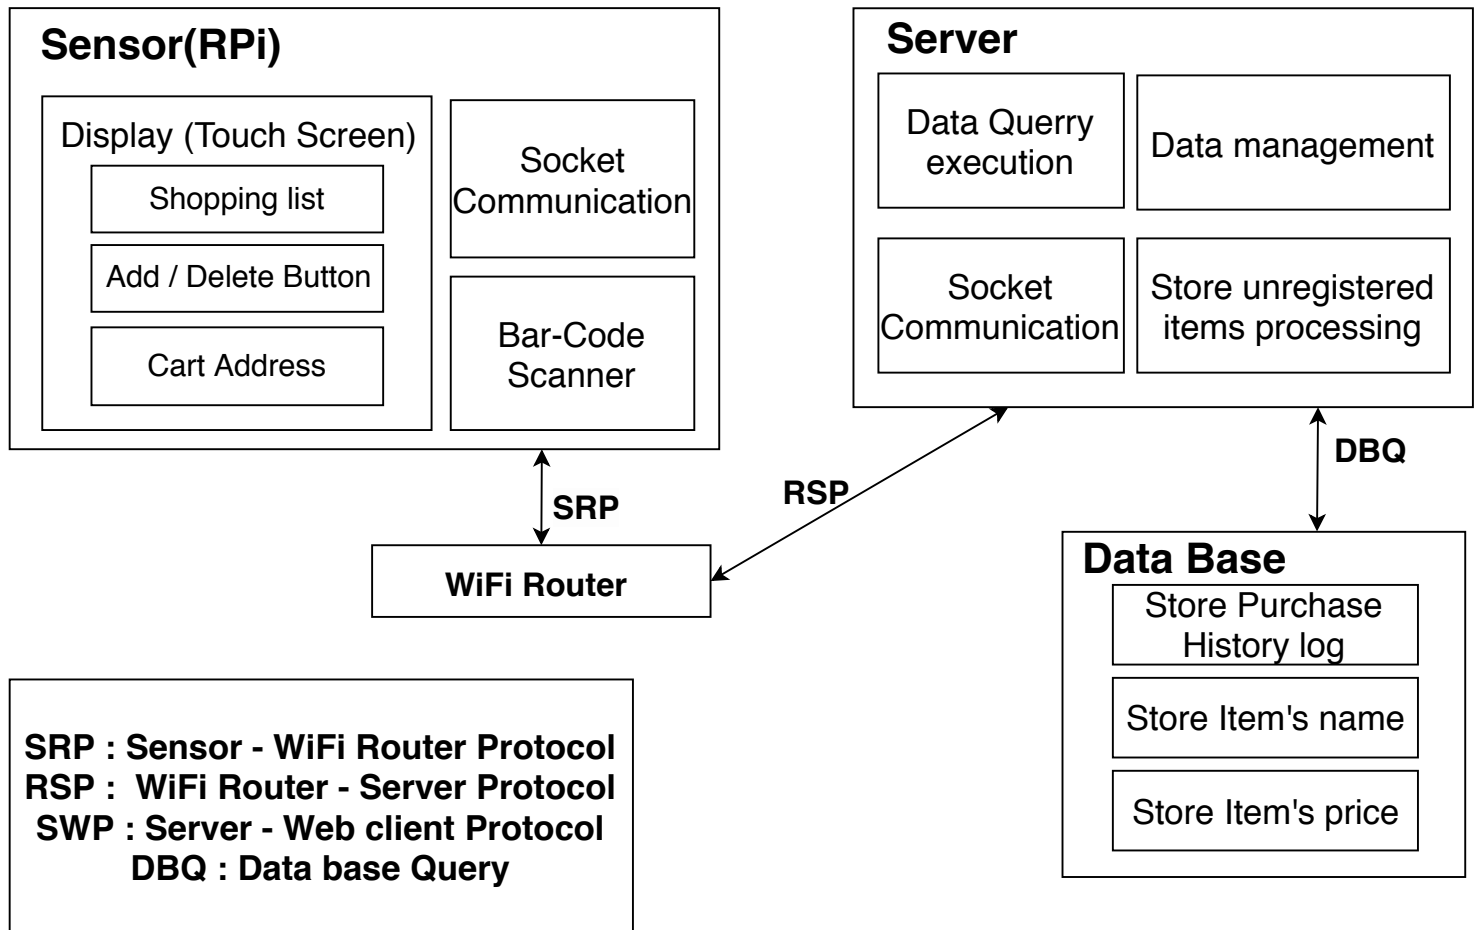 Sensor(RPi)
Display (Touch Screen)
Shopping list
Add / Delete Button
Cart Address
Socket
Communication
Bar-Code
Scanner
Server
Data Querry
execution
Data management
Socket
Communication
Store unregistered
items processing
SRP
RSP
DBQ
WiFi Router
Data Base
Store Purchase
History log
Store Item's name
Store Item's price
SRP : Sensor - WiFi Router Protocol
RSP :  WiFi Router - Server Protocol
SWP : Server - Web client Protocol
DBQ : Data base Query